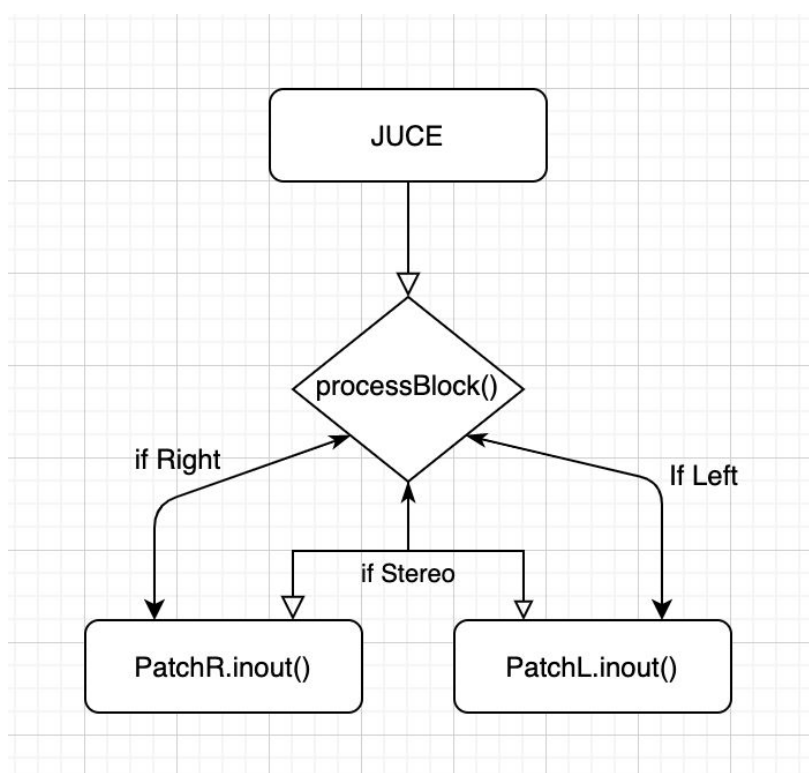 JUCE
processBlock()
if Right
If Left
if Stereo
PatchR.inout()
PatchL.inout()